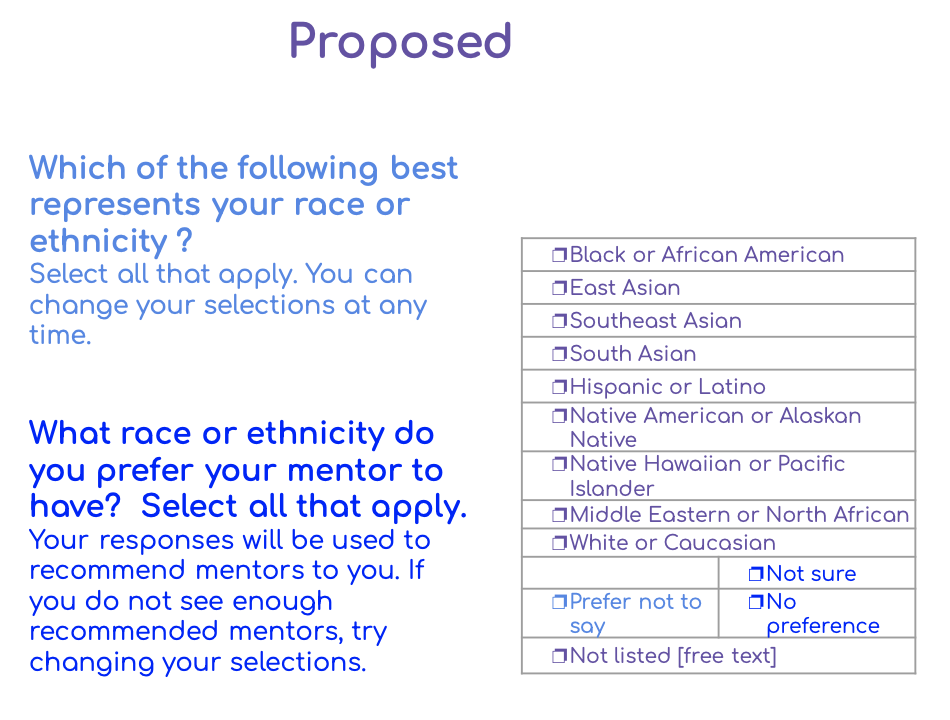 Proposed
Which of the following best
represents your race or
ethnicity ?
Select all that apply. You can
change your selections at any
time.
What race or ethnicity do
you prefer your mentor to
have?  Select all that apply.
Your responses will be used to
recommend mentors to you. If
you do not see enough
recommended mentors, try
changing your selections.
❐Black or African American
❐East Asian
❐Southeast Asian
❐South Asian
❐Hispanic or Latino
❐Native American or Alaskan
Native
❐Native Hawaiian or Pacific
Islander
❐Middle Eastern or North African
❐White or Caucasian
❐Not sure
❐Prefer not to
say
❐No
preference
❐Not listed [free text]